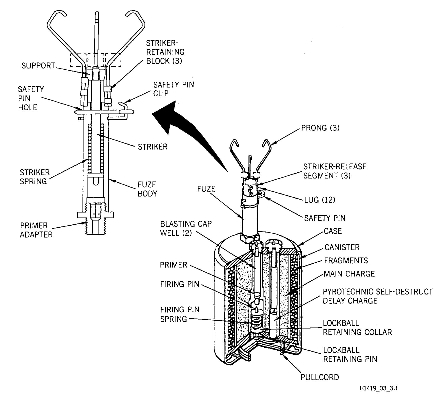 STRIKER-
RETAINING
BLOCK (3)
SUPPORT
SAFETY PIN
CLIP
SAFETY
PIN
HOLE
STRIKER
STRIKER
SPRING
FUZE
BODY
PRIMER
ADAPTER
PRONG (3)
STRIKER-RELEASE
SEGMENT (3)
FUZE
LUG (12)
SAFETY PIN
BLASTING CAP
WELL (2)
CASE
CANISTER
FRAGMENTS
PRIMER
MAIN CHARGE
FIRING PIN
PYROTECHNIC SELF-DESTRUCT
DELAY CHARGE
FIRING PIN
SPRING
LOCKBALL
RETAINING COLLAR
LOCKBALL
RETAINING PIN
PULLCORD